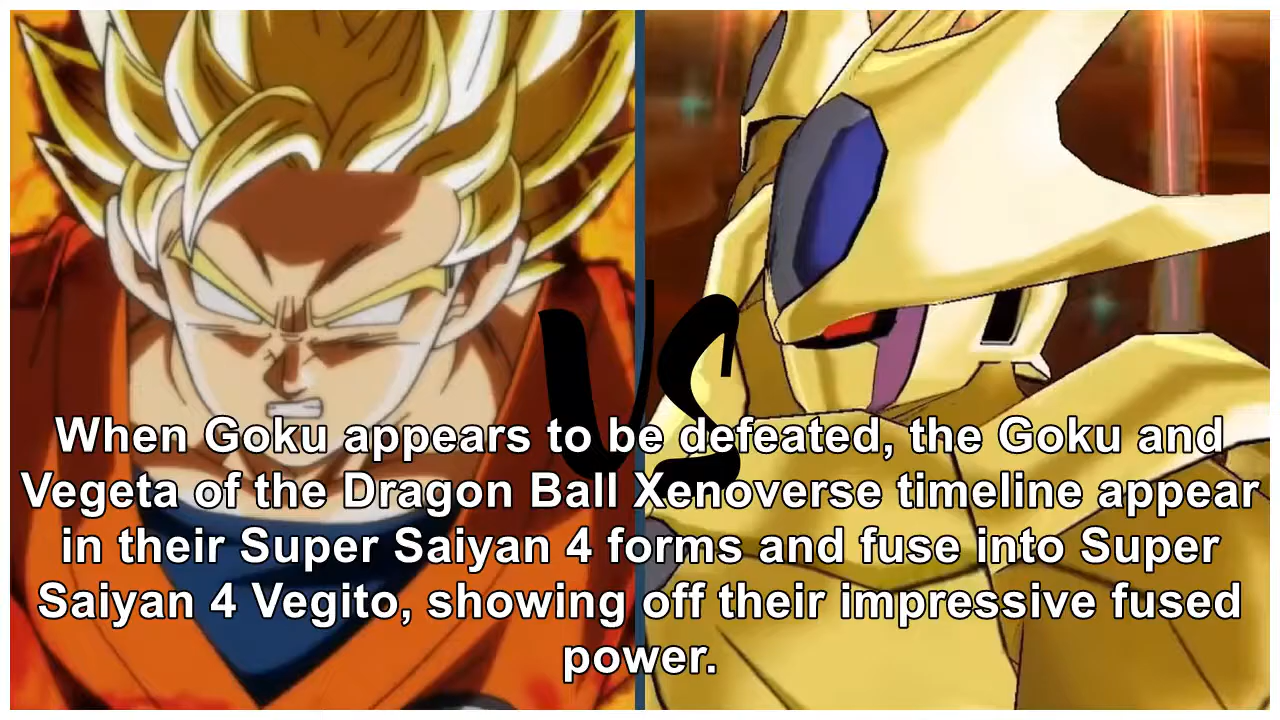 VS
When Goku appears to be defeated, the Goku and
Vegeta of the Dragon Ball Xenoverse timeline appear
in their Super Saiyan 4 forms and fuse into Super
Saiyan 4 Vegito, showing off their impressive fused
power.